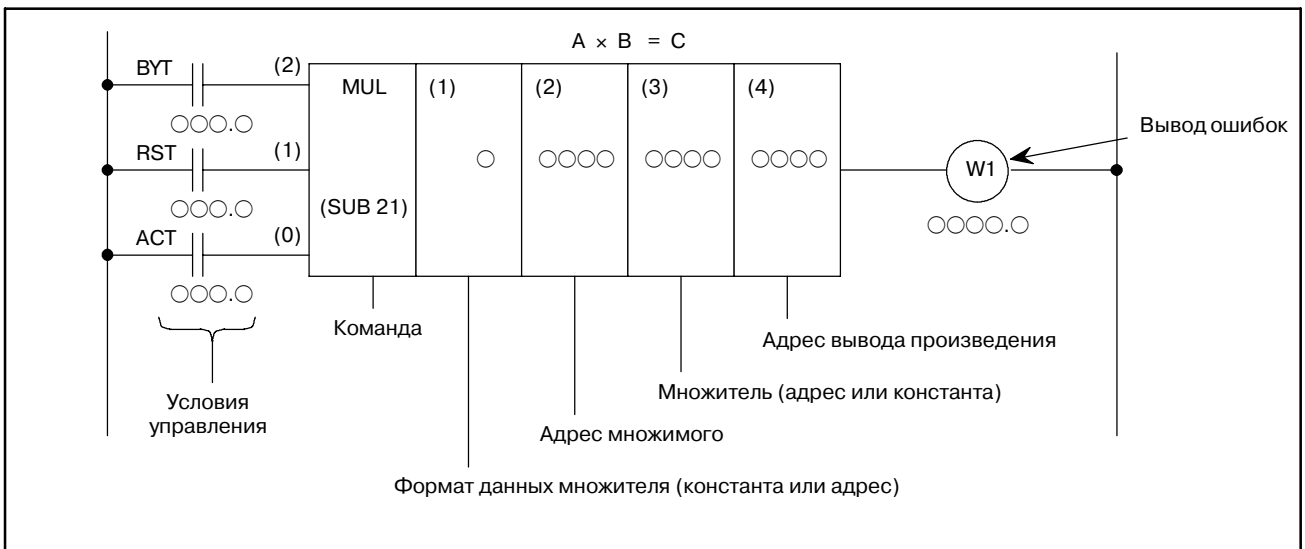 A × B = C
BYT (2) MUL (1) (2) (3) (4)
Вывод ошибок
○○○.○
RST (1) ○ ○○○○ ○○○○ ○○○○ W1
(SUB 21)
○○○.○ ○○○○.○
ACT (0)
○○○.○
Команда
Адрес вывода произведения
Множитель (адрес или константа)
Условия
управления
Адрес множимого
Формат данных множителя (константа или адрес)